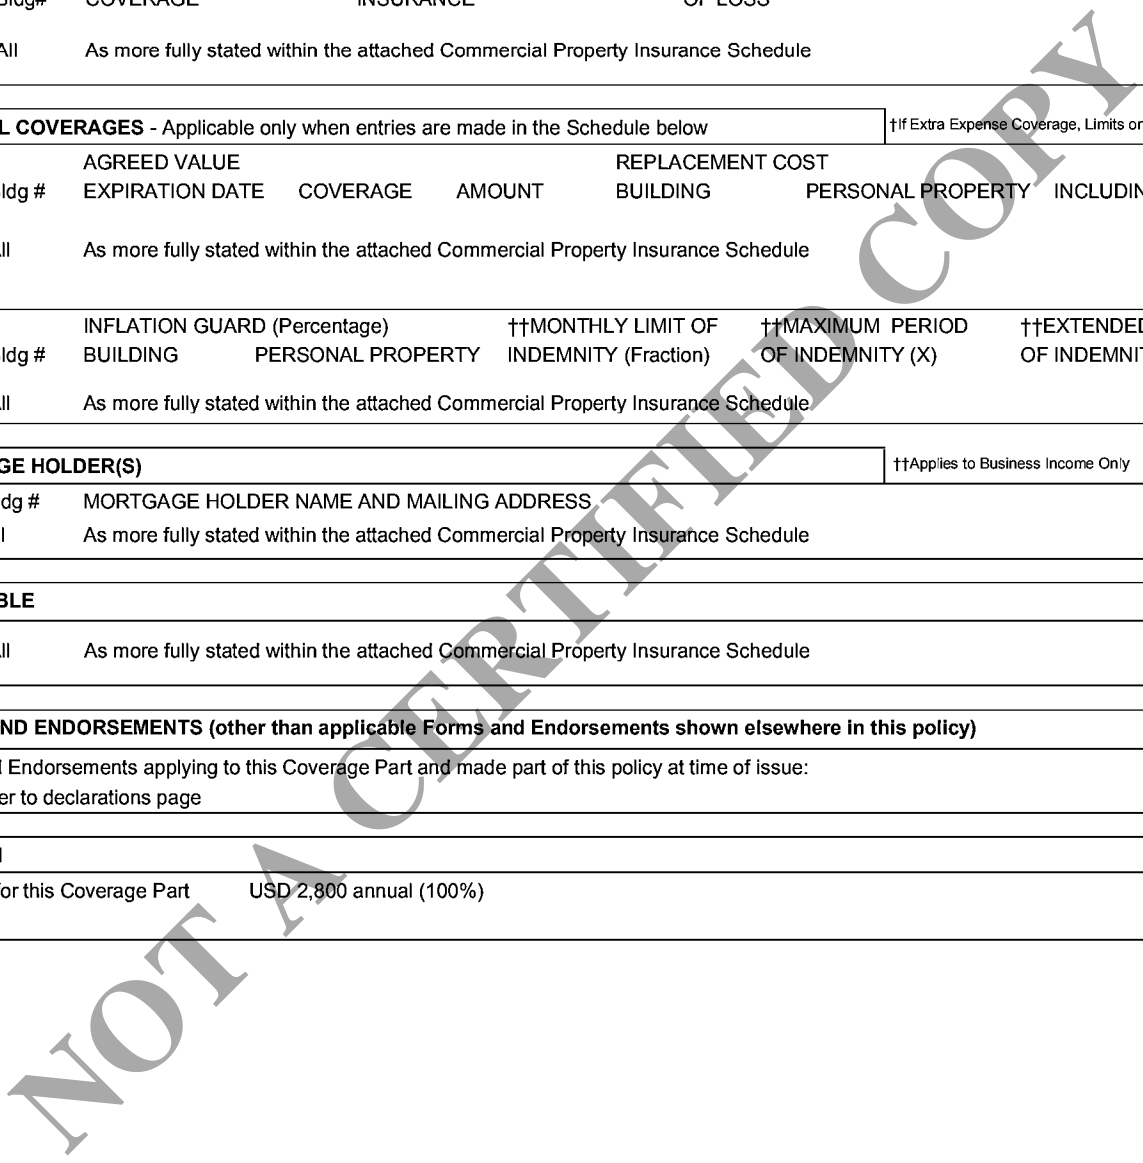 Bldg# COVERAGE INSURANCE OF LOSS
All As more fully stated within the attached Commercial Property Insurance Schedule
L COVERAGES - Applicable only when entries are made in the Schedule below †If Extra Expense Coverage, Limits on
AGREED VALUE REPLACEMENT COST
ldg # EXPIRATION DATE COVERAGE AMOUNT BUILDING PERSONAL PROPERTY INCLUDIN
All As more fully stated within the attached Commercial Property Insurance Schedule
INFLATION GUARD (Percentage) ††MONTHLY LIMIT OF ††MAXIMUM PERIOD ††EXTENDED
ldg # BUILDING PERSONAL PROPERTY INDEMNITY (Fraction) OF INDEMNITY (X) OF INDEMNIT
All As more fully stated within the attached Commercial Property Insurance Schedule
GE HOLDER(S) ††Applies to Business Income Only
dg # MORTGAGE HOLDER NAME AND MAILING ADDRESS
l As more fully stated within the attached Commercial Property Insurance Schedule
BLE
All As more fully stated within the attached Commercial Property Insurance Schedule
ND ENDORSEMENTS (other than applicable Forms and Endorsements shown elsewhere in this policy)
Endorsements applying to this Coverage Part and made part of this policy at time of issue:
er to declarations page
for this Coverage Part USD 2,800 annual (100%)
NOT A CERTIFIED COPY